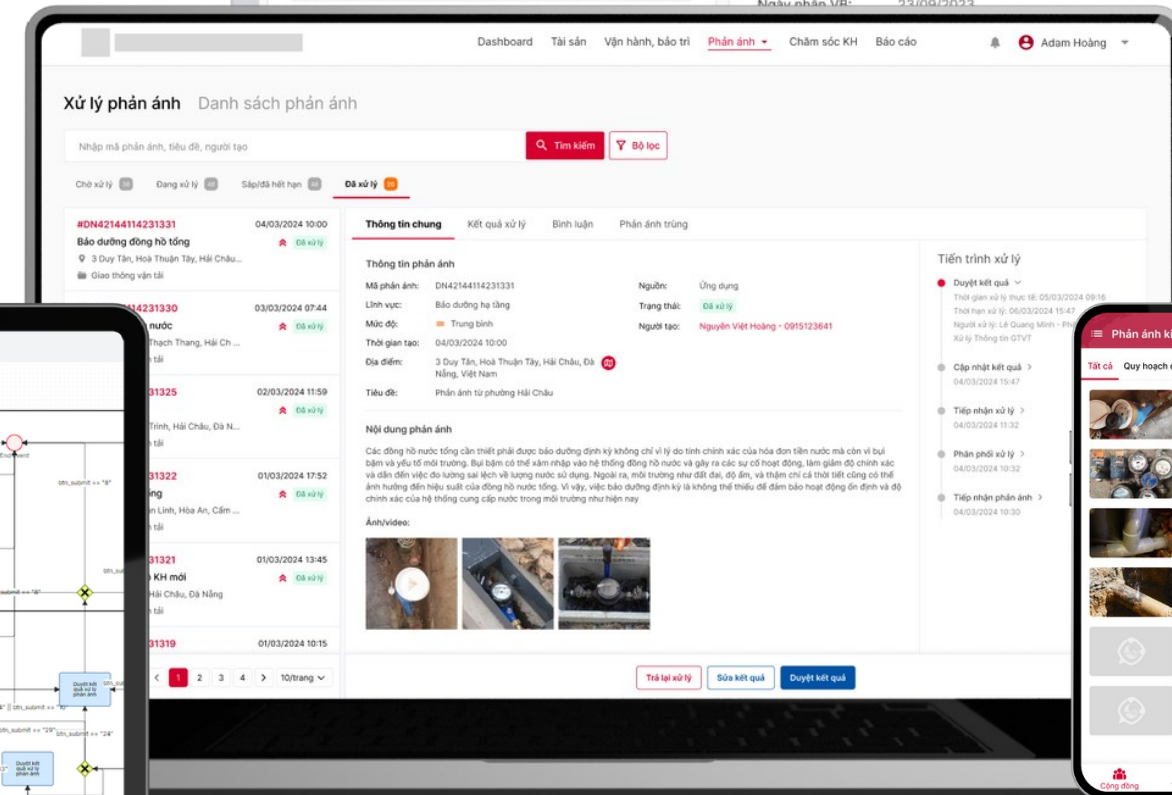 Ngày nhận VB: 23/09/2023
Dashboard Tài sản Vận hành, bảo trì Phản ánh Chăm sóc KH Báo cáo Adam Hoàng
Xử lý phản ánh Danh sách phản ánh
Nhập mã phản ánh, tiêu đề, người tạo Tìm kiếm Bộ lọc
Chờ xử lý Đang xử lý Sắp/đã hết hạn Đã xử lý
#DN42144114231331 04/03/2024 10:00
Bảo dưỡng đồng hồ tổng Đã xử lý
3 Duy Tân, Hoà Thuận Tây, Hải Châu...
Giao thông vận tải
14231330 03/03/2024 07:44
nước Đã xử lý
Thạch Thang, Hải Ch ...
tải
31325 02/03/2024 11:59
Đã xử lý
Trinh, Hải Châu, Đà N...
tải
31322 01/03/2024 17:52
ng Đã xử lý
n Linh, Hòa An, Cẩm ...
tải
31321 01/03/2024 13:45
KH mới Đã xử lý
Hải Châu, Đà Nẵng
tải
31319 01/03/2024 10:15
1 2 3 4 10/trang
Thông tin chung Kết quả xử lý Bình luận Phản ánh trùng
Thông tin phản ánh
Mã phản ánh: DN42144114231331 Nguồn: Ứng dụng
Lĩnh vực: Bảo dưỡng hạ tầng Trạng thái: Đã xử lý
Mức độ: Trung bình Người tạo: Nguyễn Việt Hoàng - 0915123641
Thời gian tạo: 04/03/2024 10:00
Địa điểm: 3 Duy Tân, Hoà Thuận Tây, Hải Châu, Đà
Nẵng, Việt Nam
Tiêu đề: Phản ánh từ phường Hải Châu
Nội dung phản ánh
Các đồng hồ nước tổng cần thiết phải được bảo dưỡng định kỳ không chỉ vì lý do tính chính xác của hóa đơn tiền nước mà còn vì bụi
bặm và yếu tố môi trường. Bụi bặm có thể xâm nhập vào hệ thống đồng hồ nước và gây ra các sự cố hoạt động, làm giảm độ chính xác
và dẫn đến việc đo lường sai lệch về lượng nước sử dụng. Ngoài ra, môi trường như đất đai, độ ẩm, và thậm chí cả thời tiết cũng có thể
ảnh hưởng đến hiệu suất của đồng hồ nước tổng. Vì vậy, việc bảo dưỡng định kỳ là không thể thiếu để đảm bảo hoạt động ổn định và độ
chính xác của hệ thống cung cấp nước trong môi trường như hiện nay
Ảnh/video:
Trả lại xử lý Sửa kết quả Duyệt kết quả
Tiến trình xử lý
Duyệt kết quả
Thời gian xử lý thực tế: 05/03/2024 09:16
Thời hạn xử lý: 06/03/2024 15:47
Người xử lý: Lê Quang Minh - Ph
Xử lý Thông tin GTVT
Cập nhật kết quả
04/03/2024 15:47
Tiếp nhận xử lý
04/03/2024 11:32
Phân phối xử lý
04/03/2024 10:32
Tiếp nhận phản ánh
04/03/2024 10:30
Phản ánh ki
Tất cả Quy hoạch
Cộng đồng
btn_submit == "8"
Duyệt kết
quả xử lý
phản ánh
btn_submit == "29"
btn_submit == "24"
Duyệt kết
quả xử lý
phản ánh